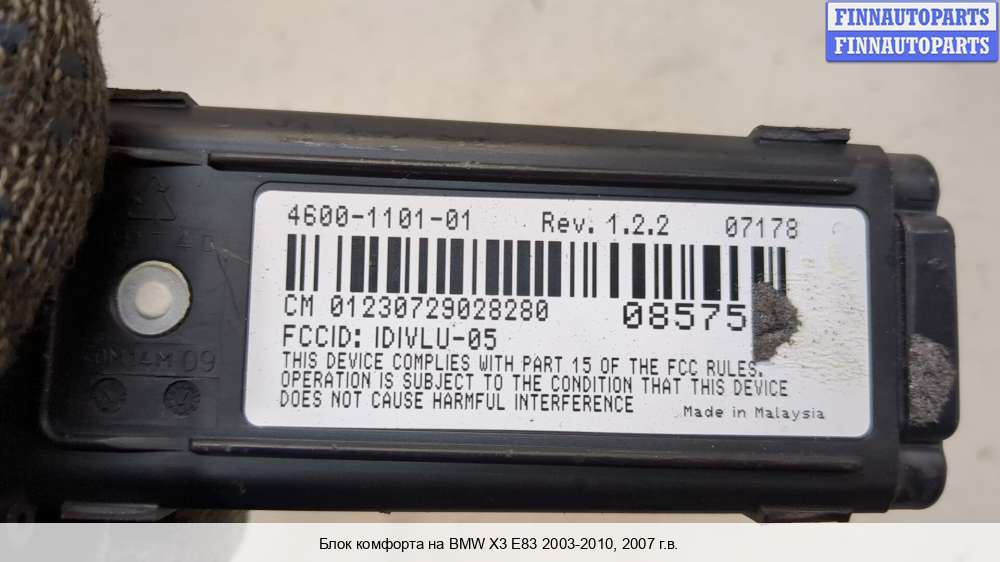 FINNAUTOPARTS
FINNAUTOPARTS
4600-1101-01 Rev. 1.2.2 07178
CM 01230729028280 08575
FCCID: IDIVLU-05
THIS DEVICE COMPLIES WITH PART 15 OF THE FCC RULES.
OPERATION IS SUBJECT TO THE CONDITION THAT THIS DEVICE
DOES NOT CAUSE HARMFUL INTERFERENCE
Made in Malaysia
09
Блок комфорта на BMW X3 E83 2003-2010, 2007 г.в.